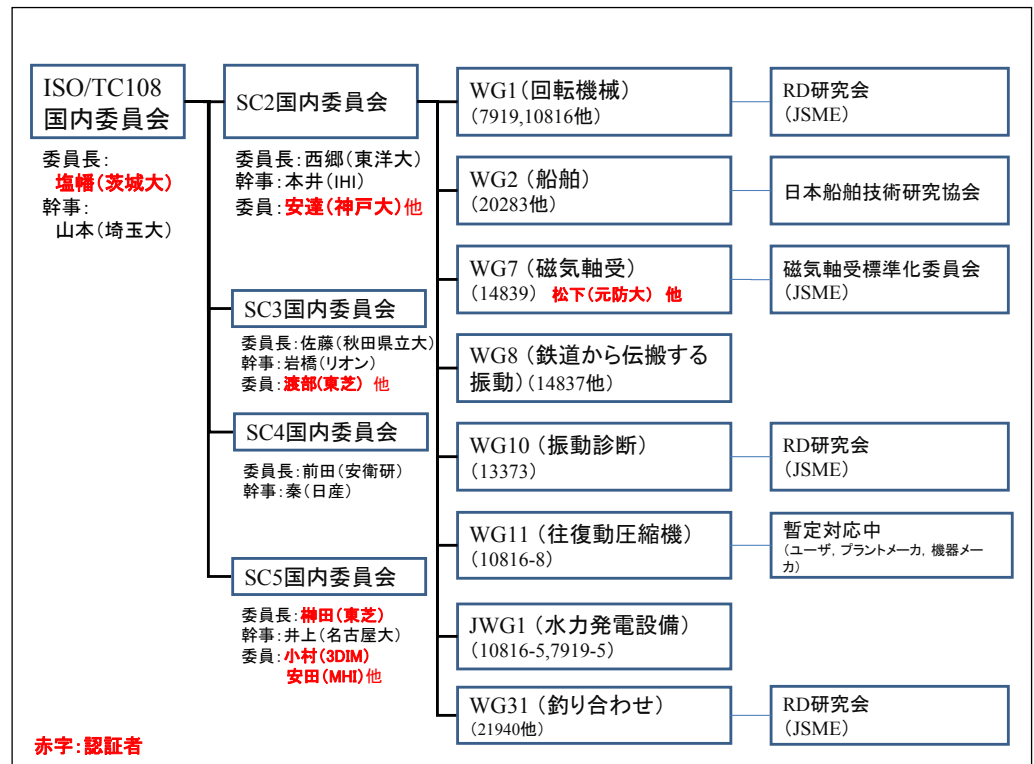 ISO/TC108
国内委員会
委員長:
塩幡(茨城大)
幹事:
山本(埼玉大)
SC2国内委員会
委員長:西郷(東洋大)
幹事:本井(IHI)
委員:安達(神戸大)他
SC3国内委員会
委員長:佐藤(秋田県立大)
幹事:岩橋(リオン)
委員:渡部(東芝) 他
SC4国内委員会
委員長:前田(安衛研)
幹事:秦(日産)
SC5国内委員会
委員長:榊田(東芝)
幹事:井上(名古屋大)
委員:小村(3DIM)
安田(MHI)他
WG1(回転機械)
(7919,10816他)
RD研究会
(JSME)
WG2(船舶)
(20283他)
日本船舶技術研究協会
WG7(磁気軸受)
(14839) 松下(元防大) 他
磁気軸受標準化委員会
(JSME)
WG8(鉄道から伝搬する
振動)(14837他)
WG10(振動診断)
(13373)
RD研究会
(JSME)
WG11(往復動圧縮機)
(10816-8)
暫定対応中
(ユーザ, プラントメーカ, 機器メー
カ)
JWG1(水力発電設備)
(10816-5,7919-5)
WG31(釣り合わせ)
(21940他)
RD研究会
(JSME)
赤字:認証者